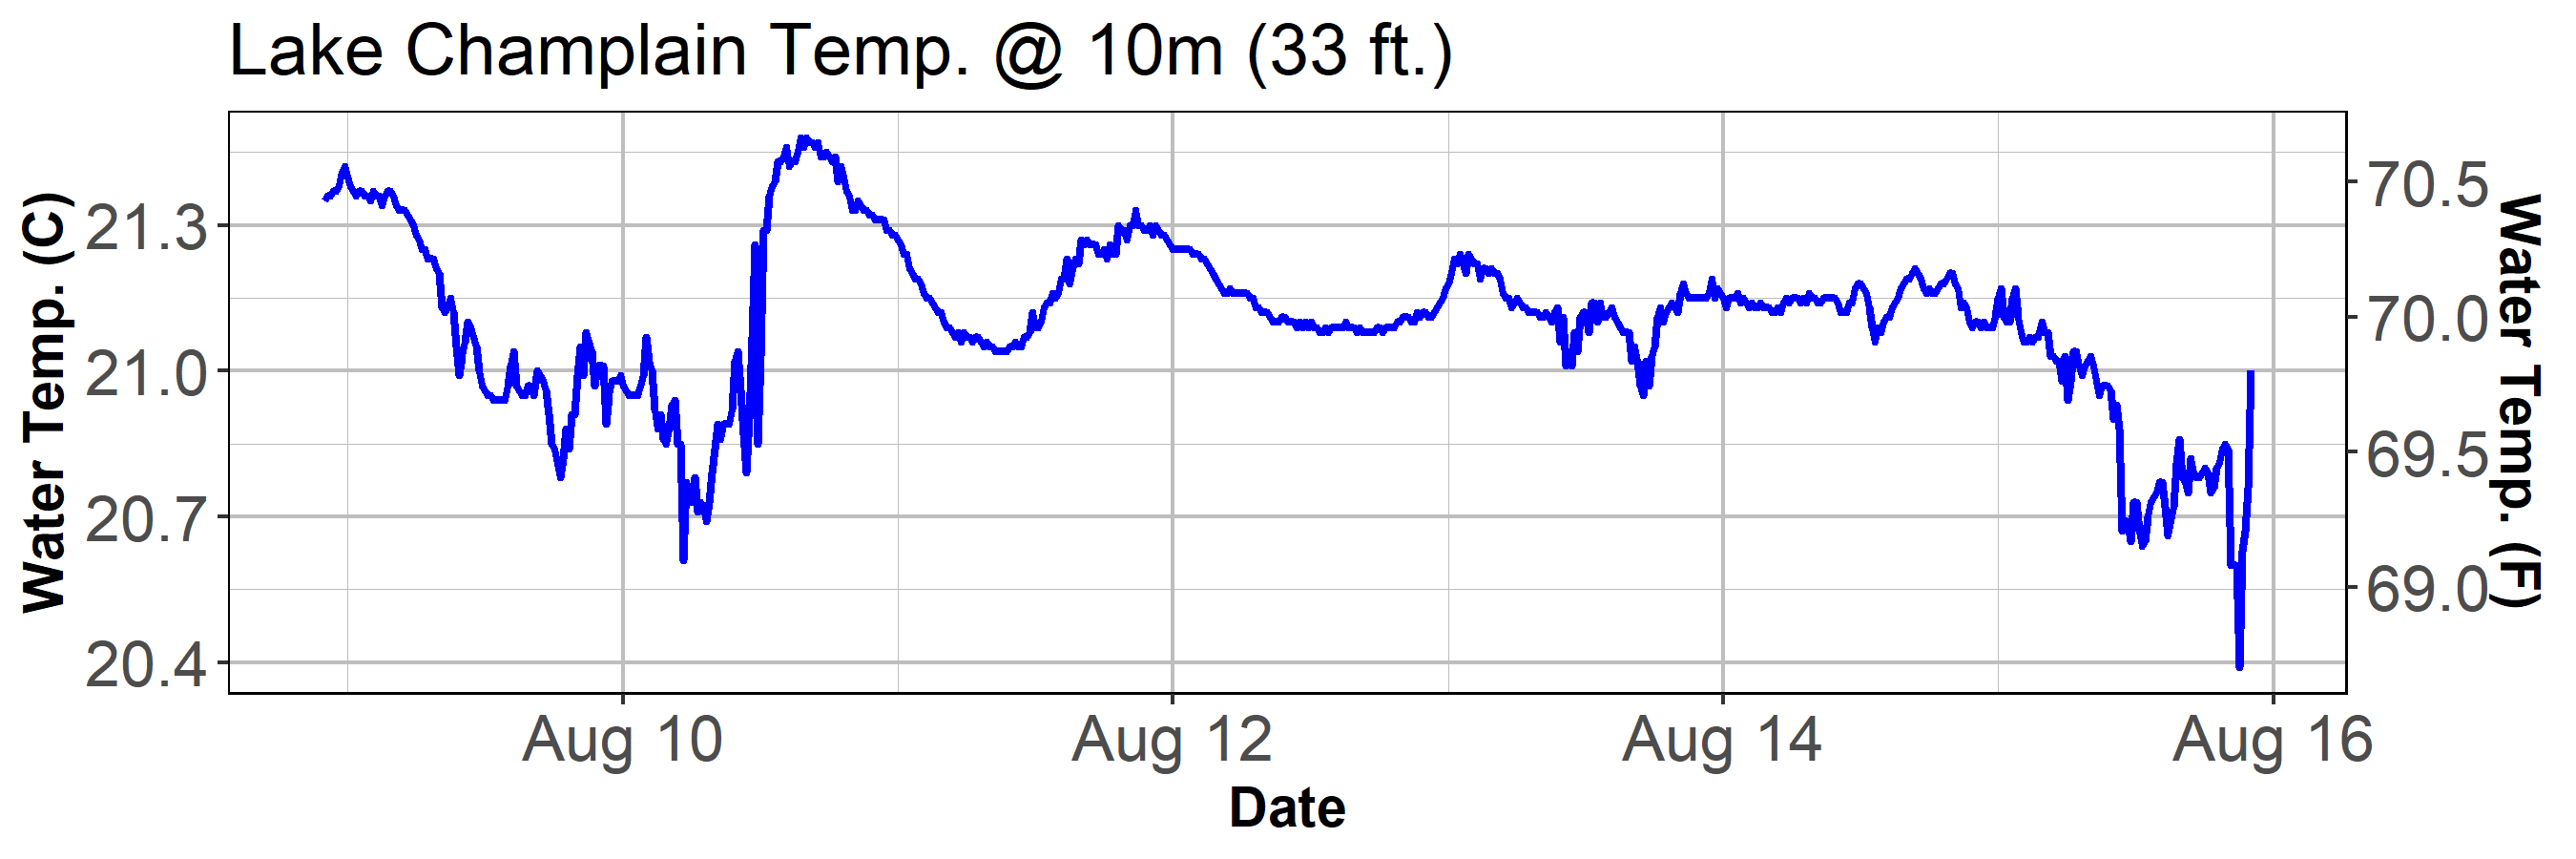 Lake Champlain Temp. @ 10m (33 ft.)
Water Temp. (C)
21.3
21.0
20.7
20.4
70.5
70.0
69.5
69.0
Water Temp. (F)
Aug 10 Aug 12 Aug 14 Aug 16
Date